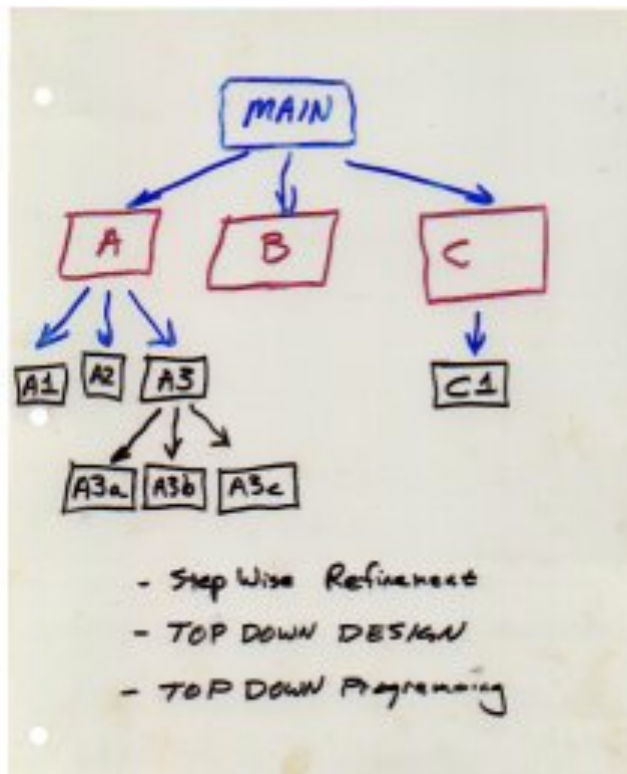 MAIN
A B C
A1 A2 A3 C1
A3a A3b A3c
- Step Wise Refinement
- TOP DOWN DESIGN
- TOP DOWN Programming